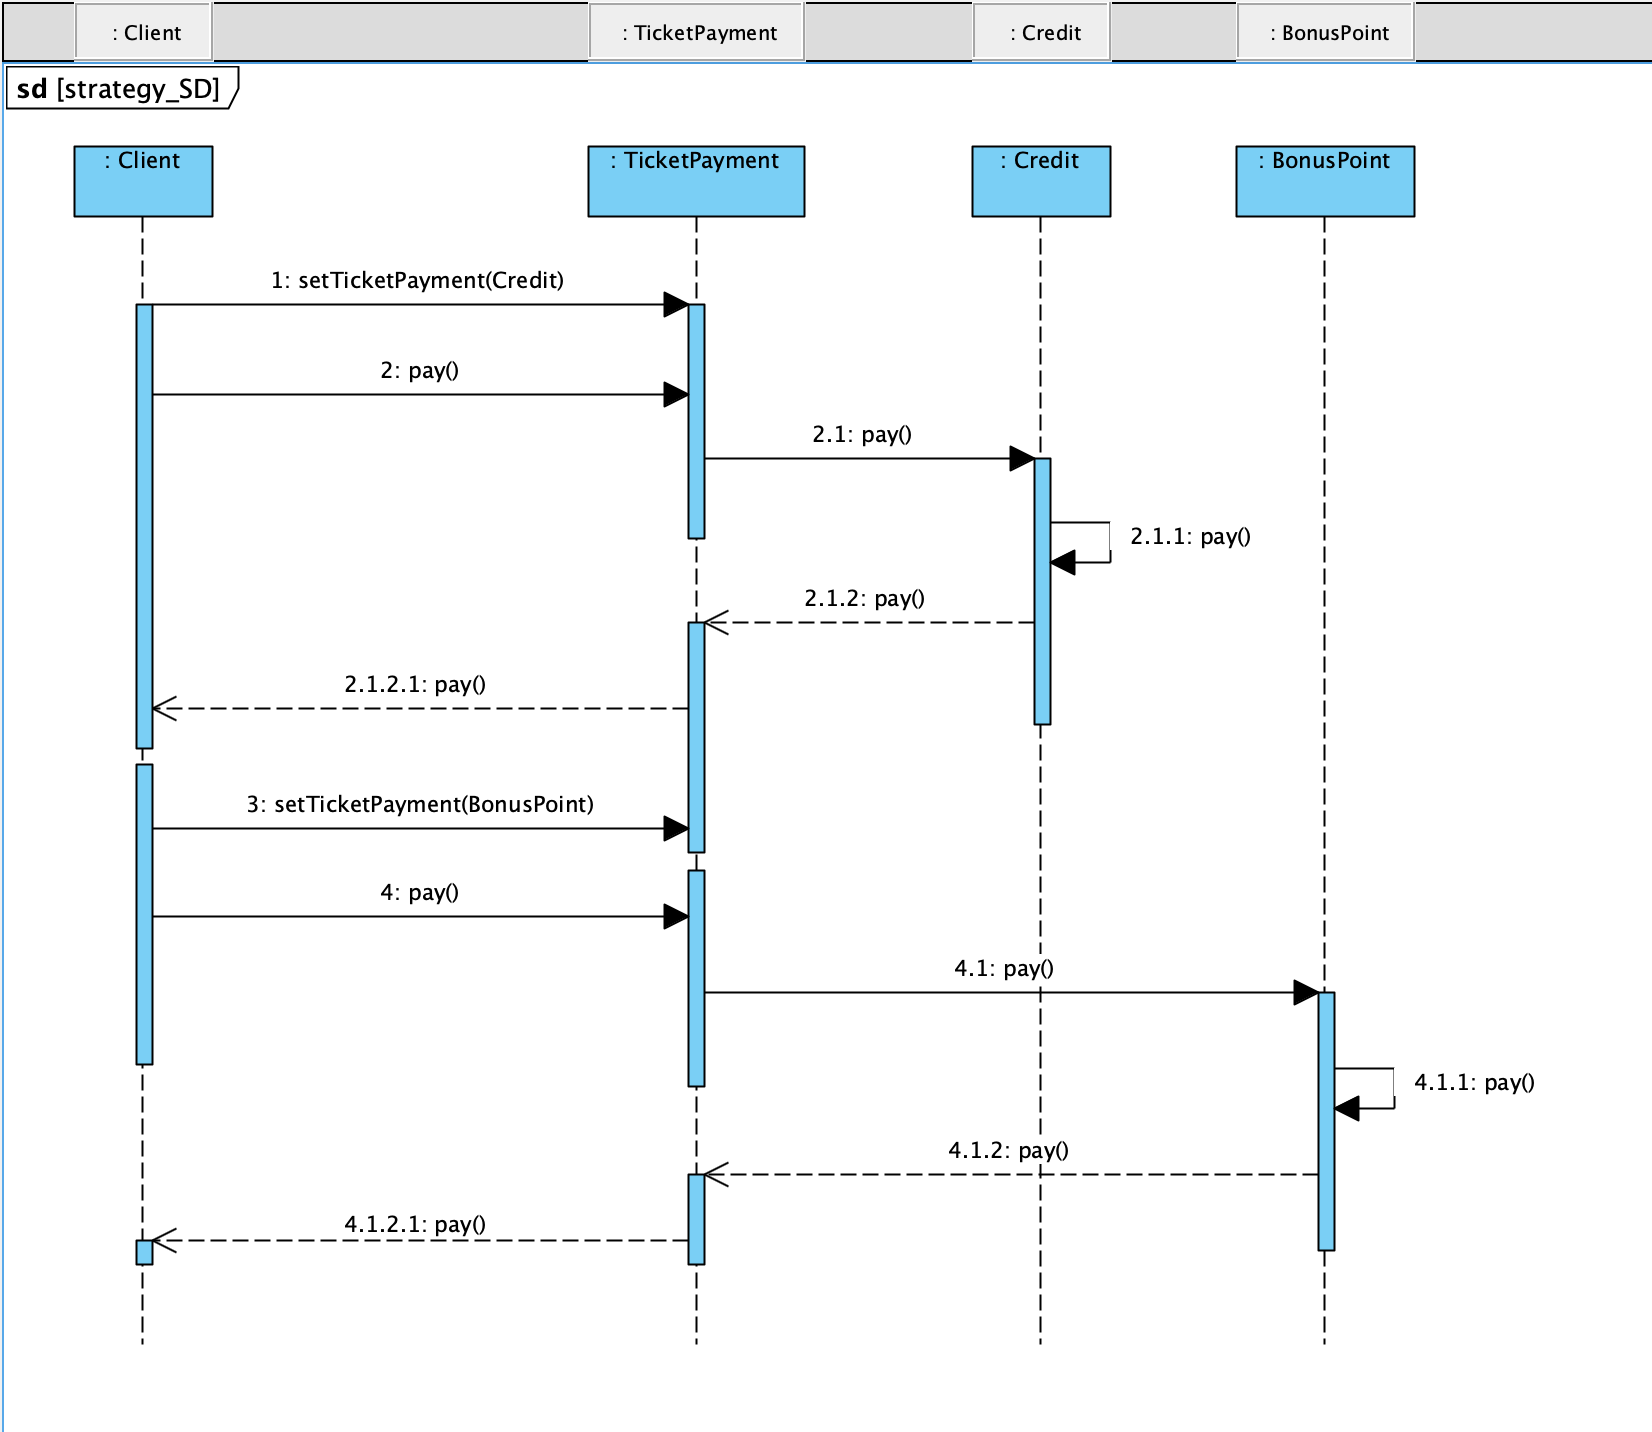 : Client
: TicketPayment
: Credit
: BonusPoint
sd [strategy_SD]
: Client
: TicketPayment
: Credit
: BonusPoint
1: setTicketPayment(Credit)
2: pay()
2.1: pay()
2.1.1: pay()
2.1.2: pay()
2.1.2.1: pay()
3: setTicketPayment(BonusPoint)
4: pay()
4.1: pay()
4.1.1: pay()
4.1.2: pay()
4.1.2.1: pay()